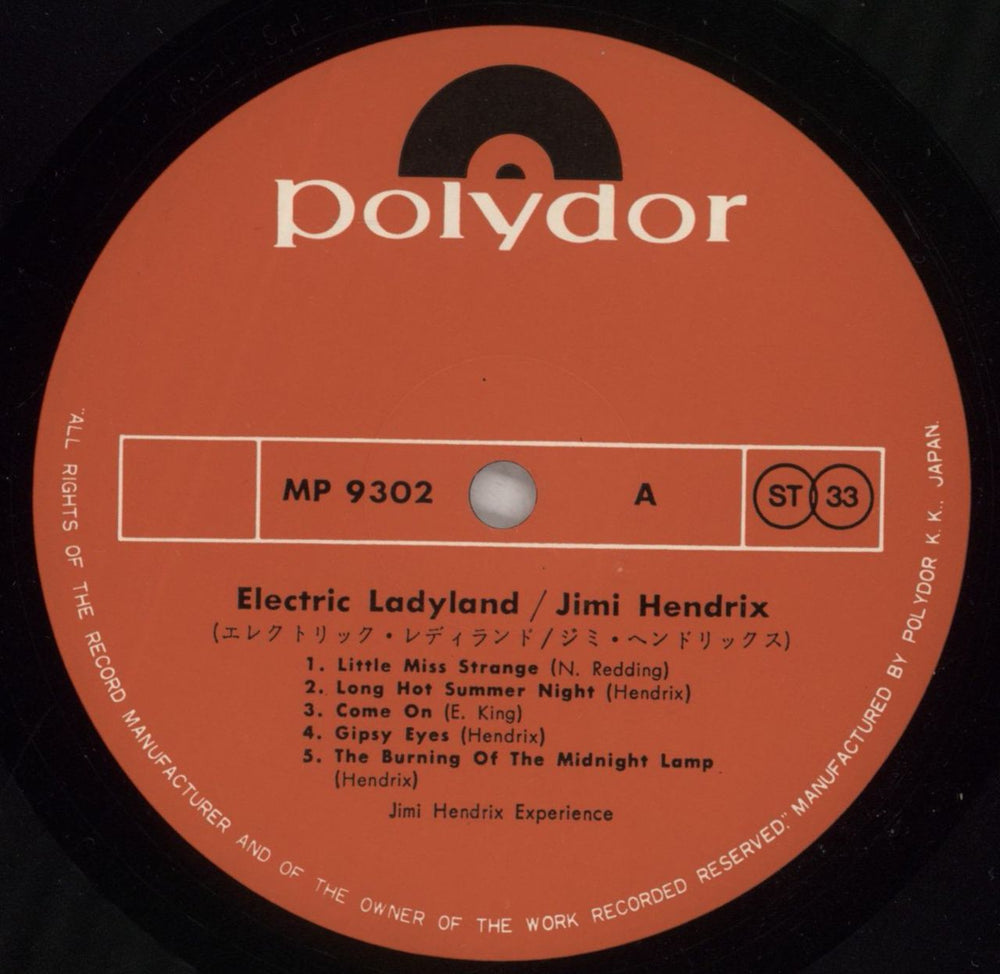 polydor
MP 9302 A ST 33
Electric Ladyland / Jimi Hendrix
(エレクトリック・レディランド/ジミ・ヘンドリックス)
1. Little Miss Strange (N. Redding)
2. Long Hot Summer Night (Hendrix)
3. Come On (E. King)
4. Gipsy Eyes (Hendrix)
5. The Burning Of The Midnight Lamp
(Hendrix)
Jimi Hendrix Experience
"ALL RIGHTS OF THE RECORD MANUFACTURER AND OF THE OWNER OF THE WORK RECORDED RESERVED." MANUFACTURED BY POLYDOR K. K., JAPAN.